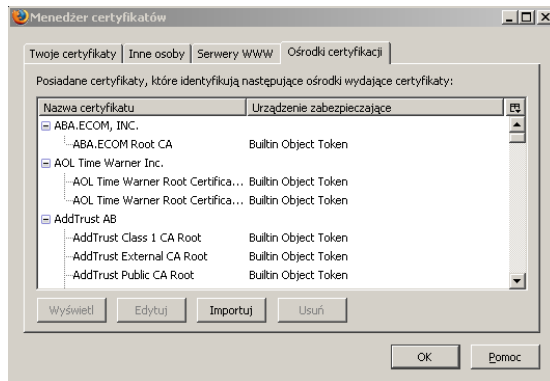 Menedżer certyfikatów
Twoje certyfikaty Inne osoby Serwery WWW Ośrodki certyfikacji
Posiadane certyfikaty, które identyfikują następujące ośrodki wydające certyfikaty:
Nazwa certyfikatu Urządzenie zabezpieczające
ABA.ECOM, INC.
ABA.ECOM Root CA Builtin Object Token
AOL Time Warner Inc.
AOL Time Warner Root Certifica... Builtin Object Token
AOL Time Warner Root Certifica... Builtin Object Token
AddTrust AB
AddTrust Class 1 CA Root Builtin Object Token
AddTrust External CA Root Builtin Object Token
AddTrust Public CA Root Builtin Object Token
Wyświetl Edytuj Importuj Usuń
OK Pomoc